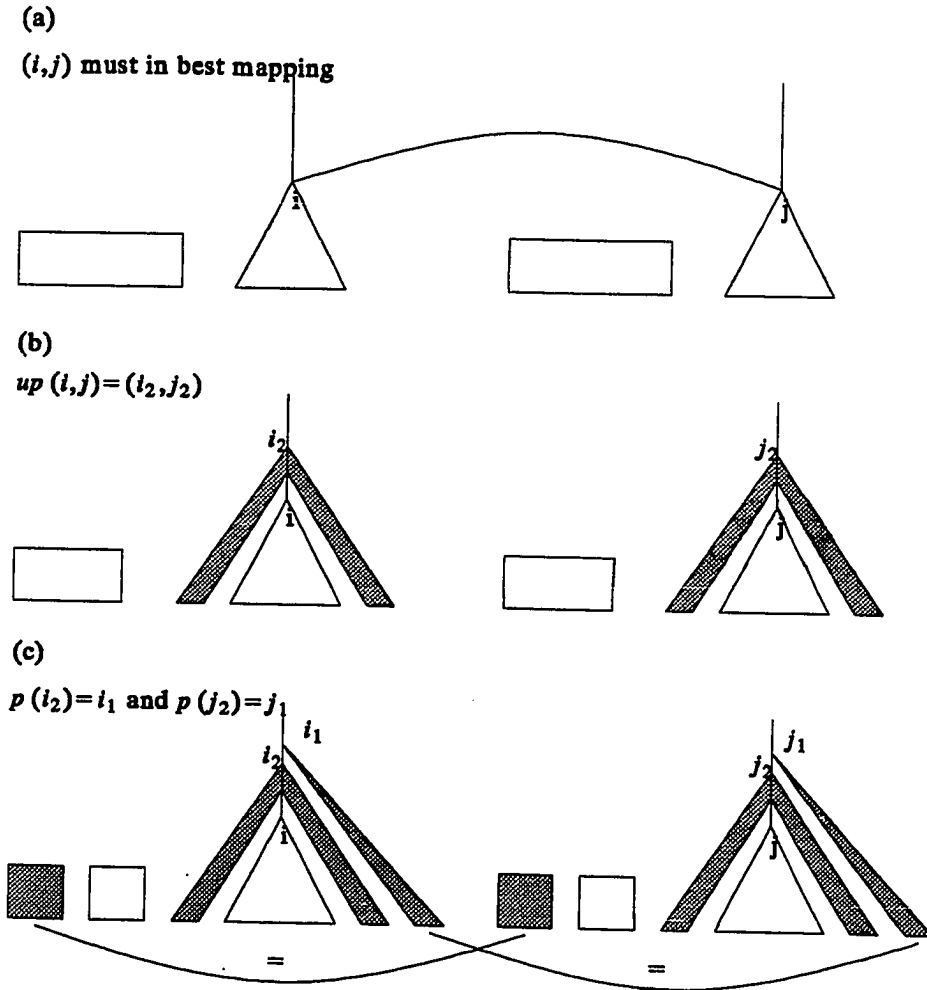 (a)
(i,j) must in best mapping
i
j
(b)
up (i,j)=(i₂,j₂)
i₂
j₂
i
j
(c)
p (i₂)=i₁ and p (j₂)=j₁
i₁
j₁
i₂
j₂
i
j
=
=